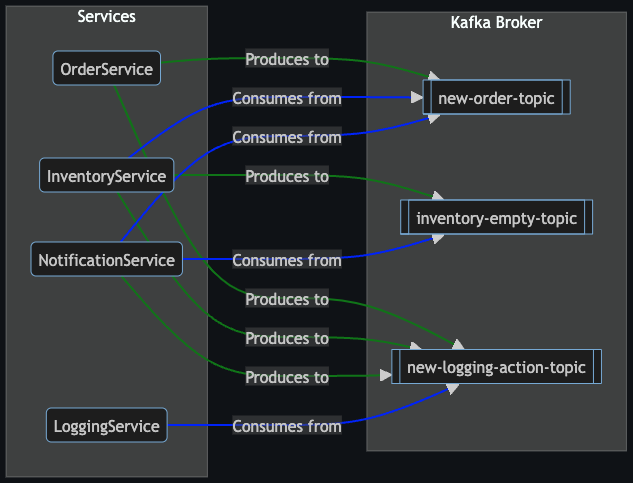 Services
Kafka Broker
OrderService
Produces to
new-order-topic
Consumes from
Consumes from
InventoryService
Produces to
inventory-empty-topic
NotificationService
Consumes from
Produces to
Produces to
new-logging-action-topic
Produces to
LoggingService
Consumes from